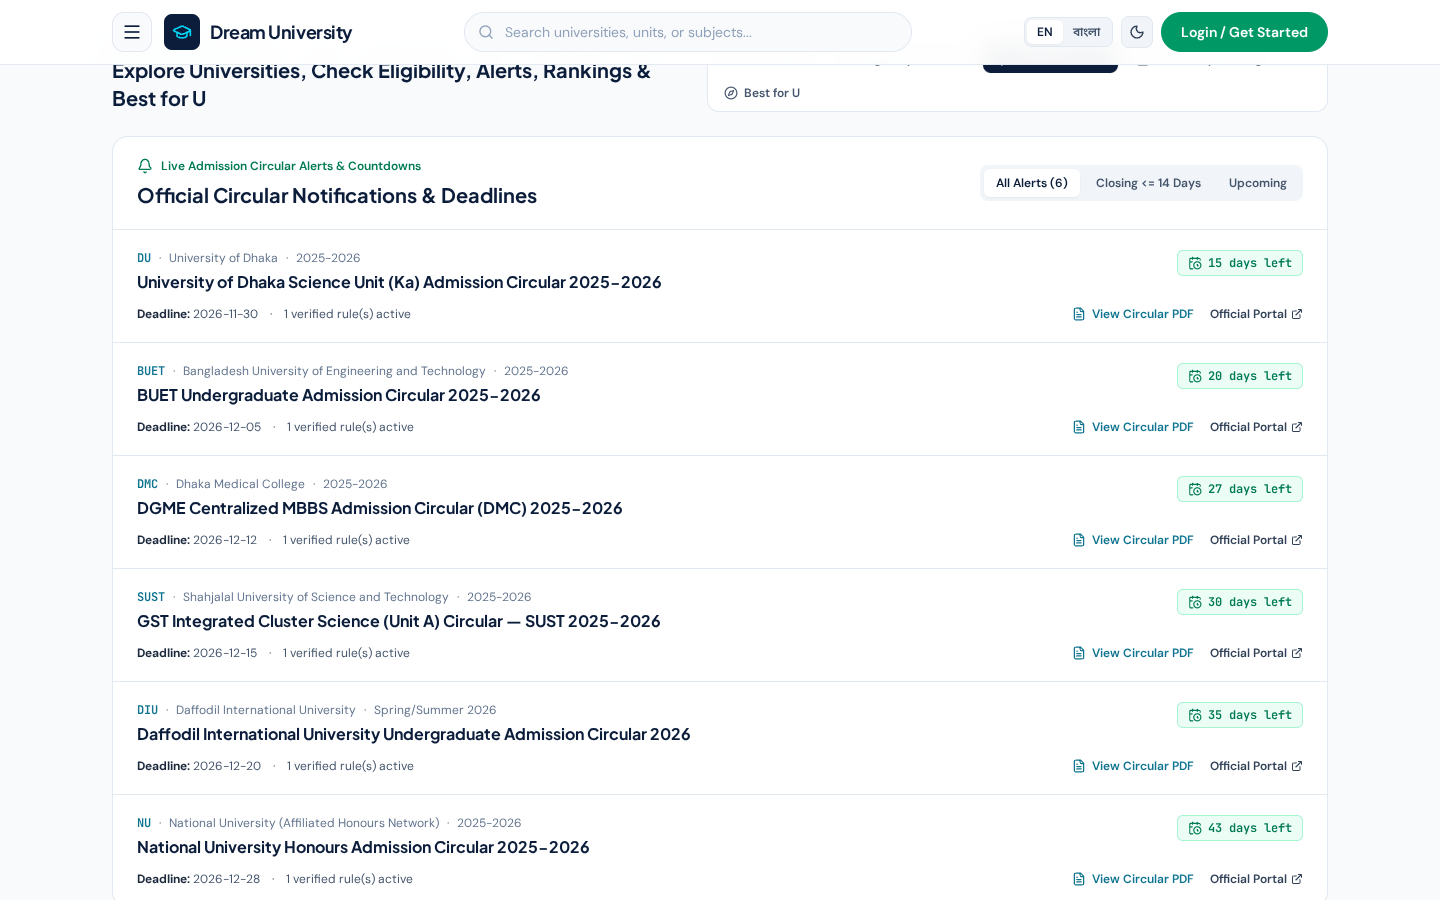 Dream University
Search universities, units, or subjects...
EN
বাংলা
Login / Get Started
Explore Universities, Check Eligibility, Alerts, Rankings &
Best for U
Best for U
Live Admission Circular Alerts & Countdowns
Official Circular Notifications & Deadlines
All Alerts (6)
Closing <= 14 Days
Upcoming
DU · University of Dhaka · 2025-2026
15 days left
University of Dhaka Science Unit (Ka) Admission Circular 2025-2026
Deadline: 2026-11-30 · 1 verified rule(s) active
View Circular PDF
Official Portal
BUET · Bangladesh University of Engineering and Technology · 2025-2026
20 days left
BUET Undergraduate Admission Circular 2025-2026
Deadline: 2026-12-05 · 1 verified rule(s) active
View Circular PDF
Official Portal
DMC · Dhaka Medical College · 2025-2026
27 days left
DGME Centralized MBBS Admission Circular (DMC) 2025-2026
Deadline: 2026-12-12 · 1 verified rule(s) active
View Circular PDF
Official Portal
SUST · Shahjalal University of Science and Technology · 2025-2026
30 days left
GST Integrated Cluster Science (Unit A) Circular — SUST 2025-2026
Deadline: 2026-12-15 · 1 verified rule(s) active
View Circular PDF
Official Portal
DIU · Daffodil International University · Spring/Summer 2026
35 days left
Daffodil International University Undergraduate Admission Circular 2026
Deadline: 2026-12-20 · 1 verified rule(s) active
View Circular PDF
Official Portal
NU · National University (Affiliated Honours Network) · 2025-2026
43 days left
National University Honours Admission Circular 2025-2026
Deadline: 2026-12-28 · 1 verified rule(s) active
View Circular PDF
Official Portal